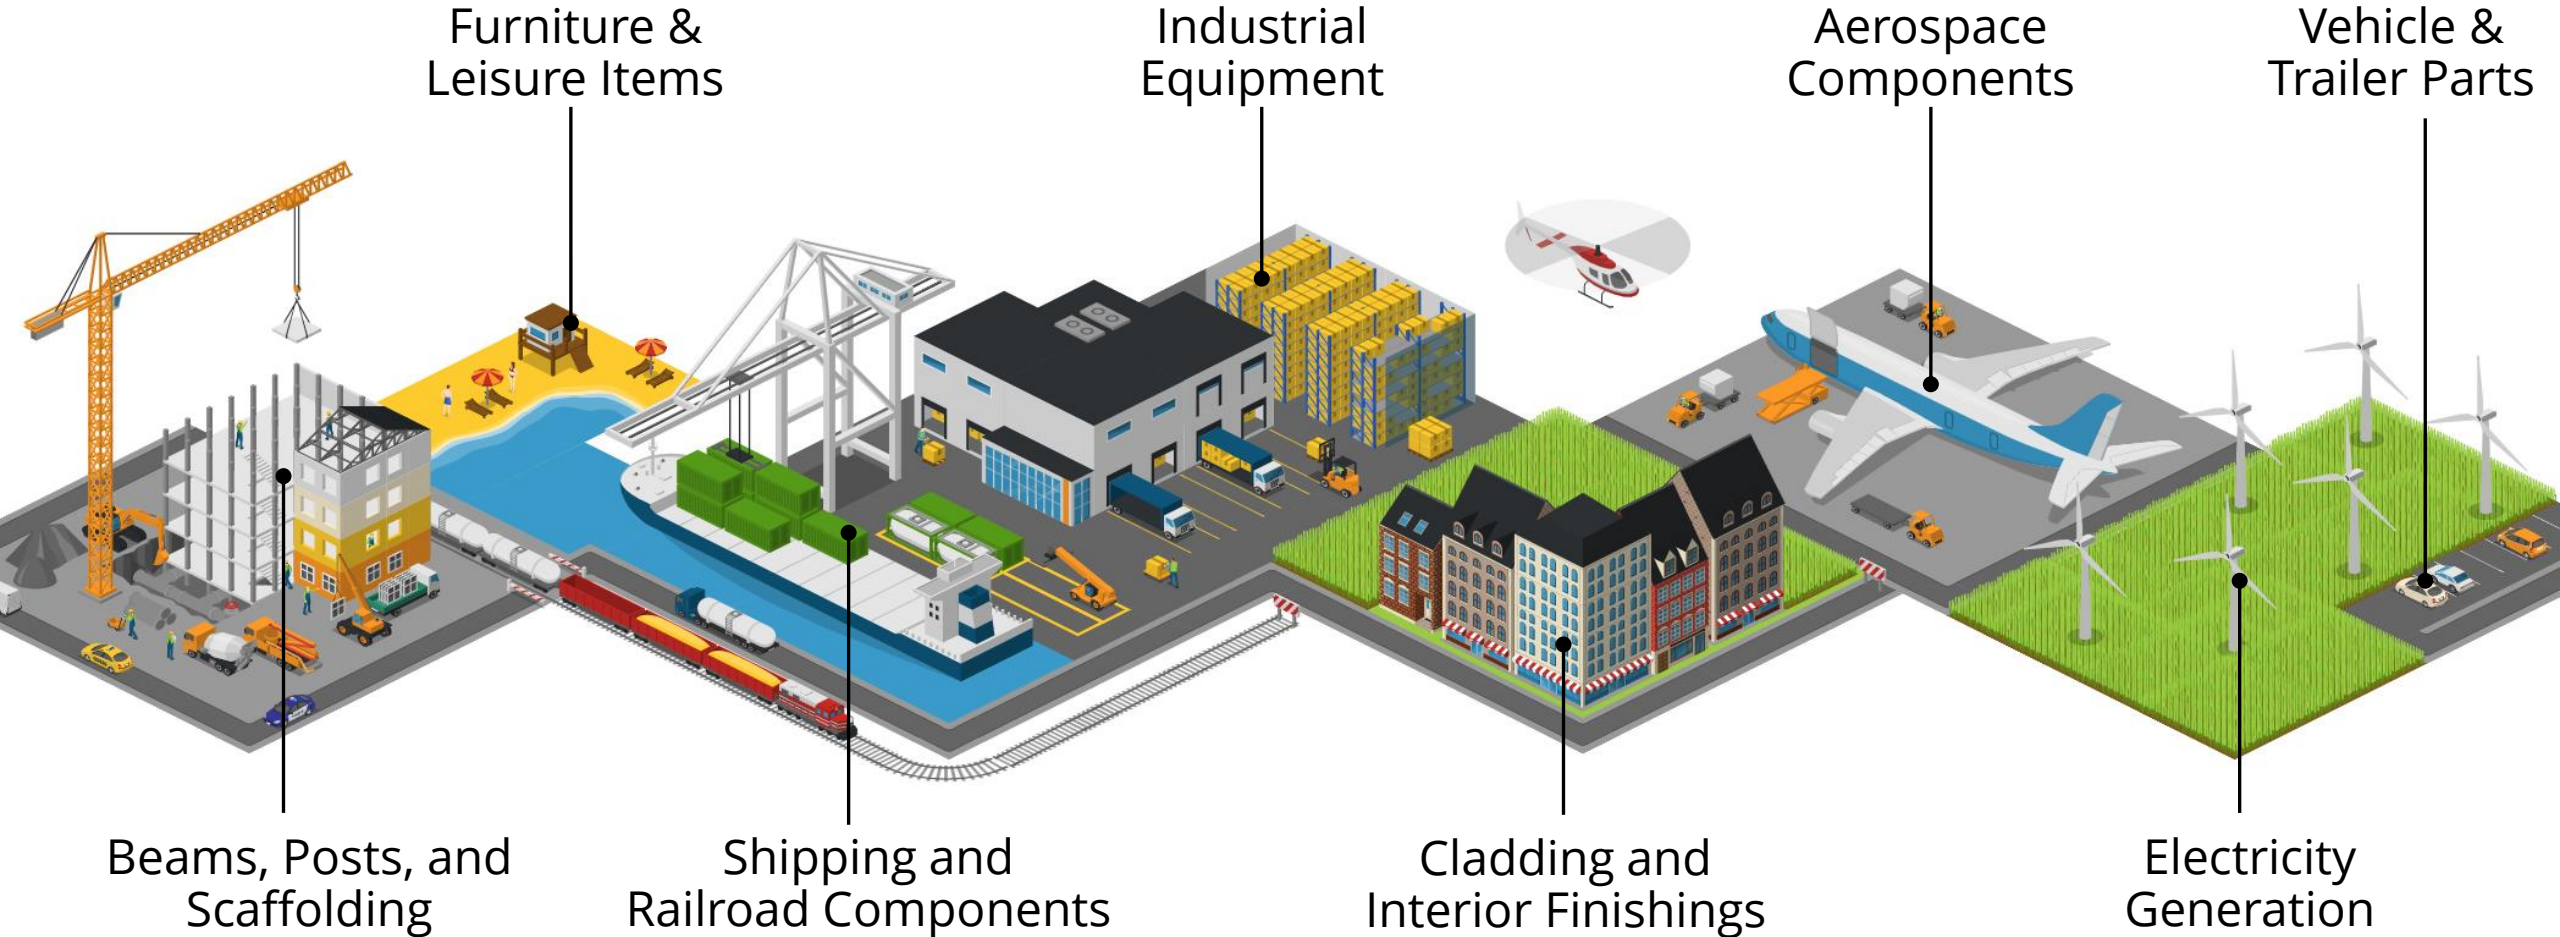 Furniture &
Leisure Items
Industrial
Equipment
Aerospace
Components
Vehicle &
Trailer Parts
Beams, Posts, and
Scaffolding
Shipping and
Railroad Components
Cladding and
Interior Finishings
Electricity
Generation